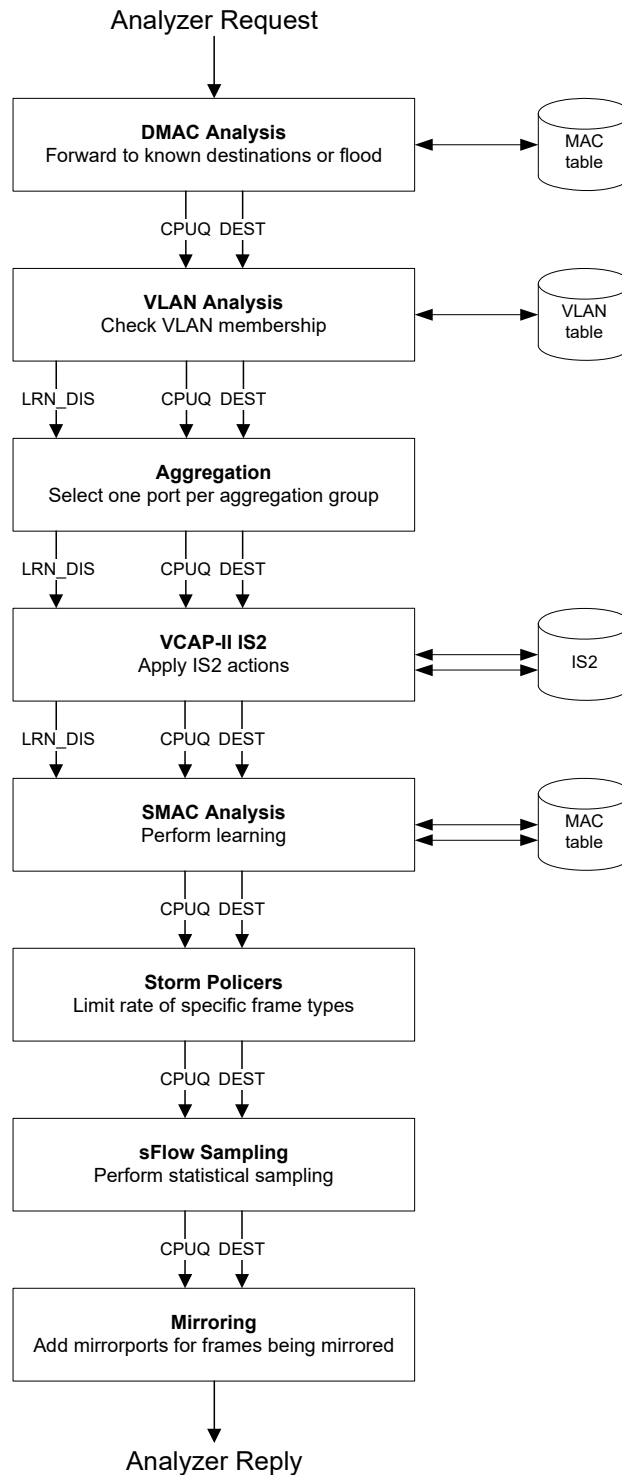 Analyzer Request
DMAC Analysis
Forward to known destinations or flood
MAC
table
CPUQ DEST
VLAN Analysis
Check VLAN membership
VLAN
table
LRN_DIS CPUQ DEST
Aggregation
Select one port per aggregation group
LRN_DIS CPUQ DEST
VCAP-II IS2
Apply IS2 actions
IS2
LRN_DIS CPUQ DEST
SMAC Analysis
Perform learning
MAC
table
CPUQ DEST
Storm Policers
Limit rate of specific frame types
CPUQ DEST
sFlow Sampling
Perform statistical sampling
CPUQ DEST
Mirroring
Add mirrorports for frames being mirrored
Analyzer Reply